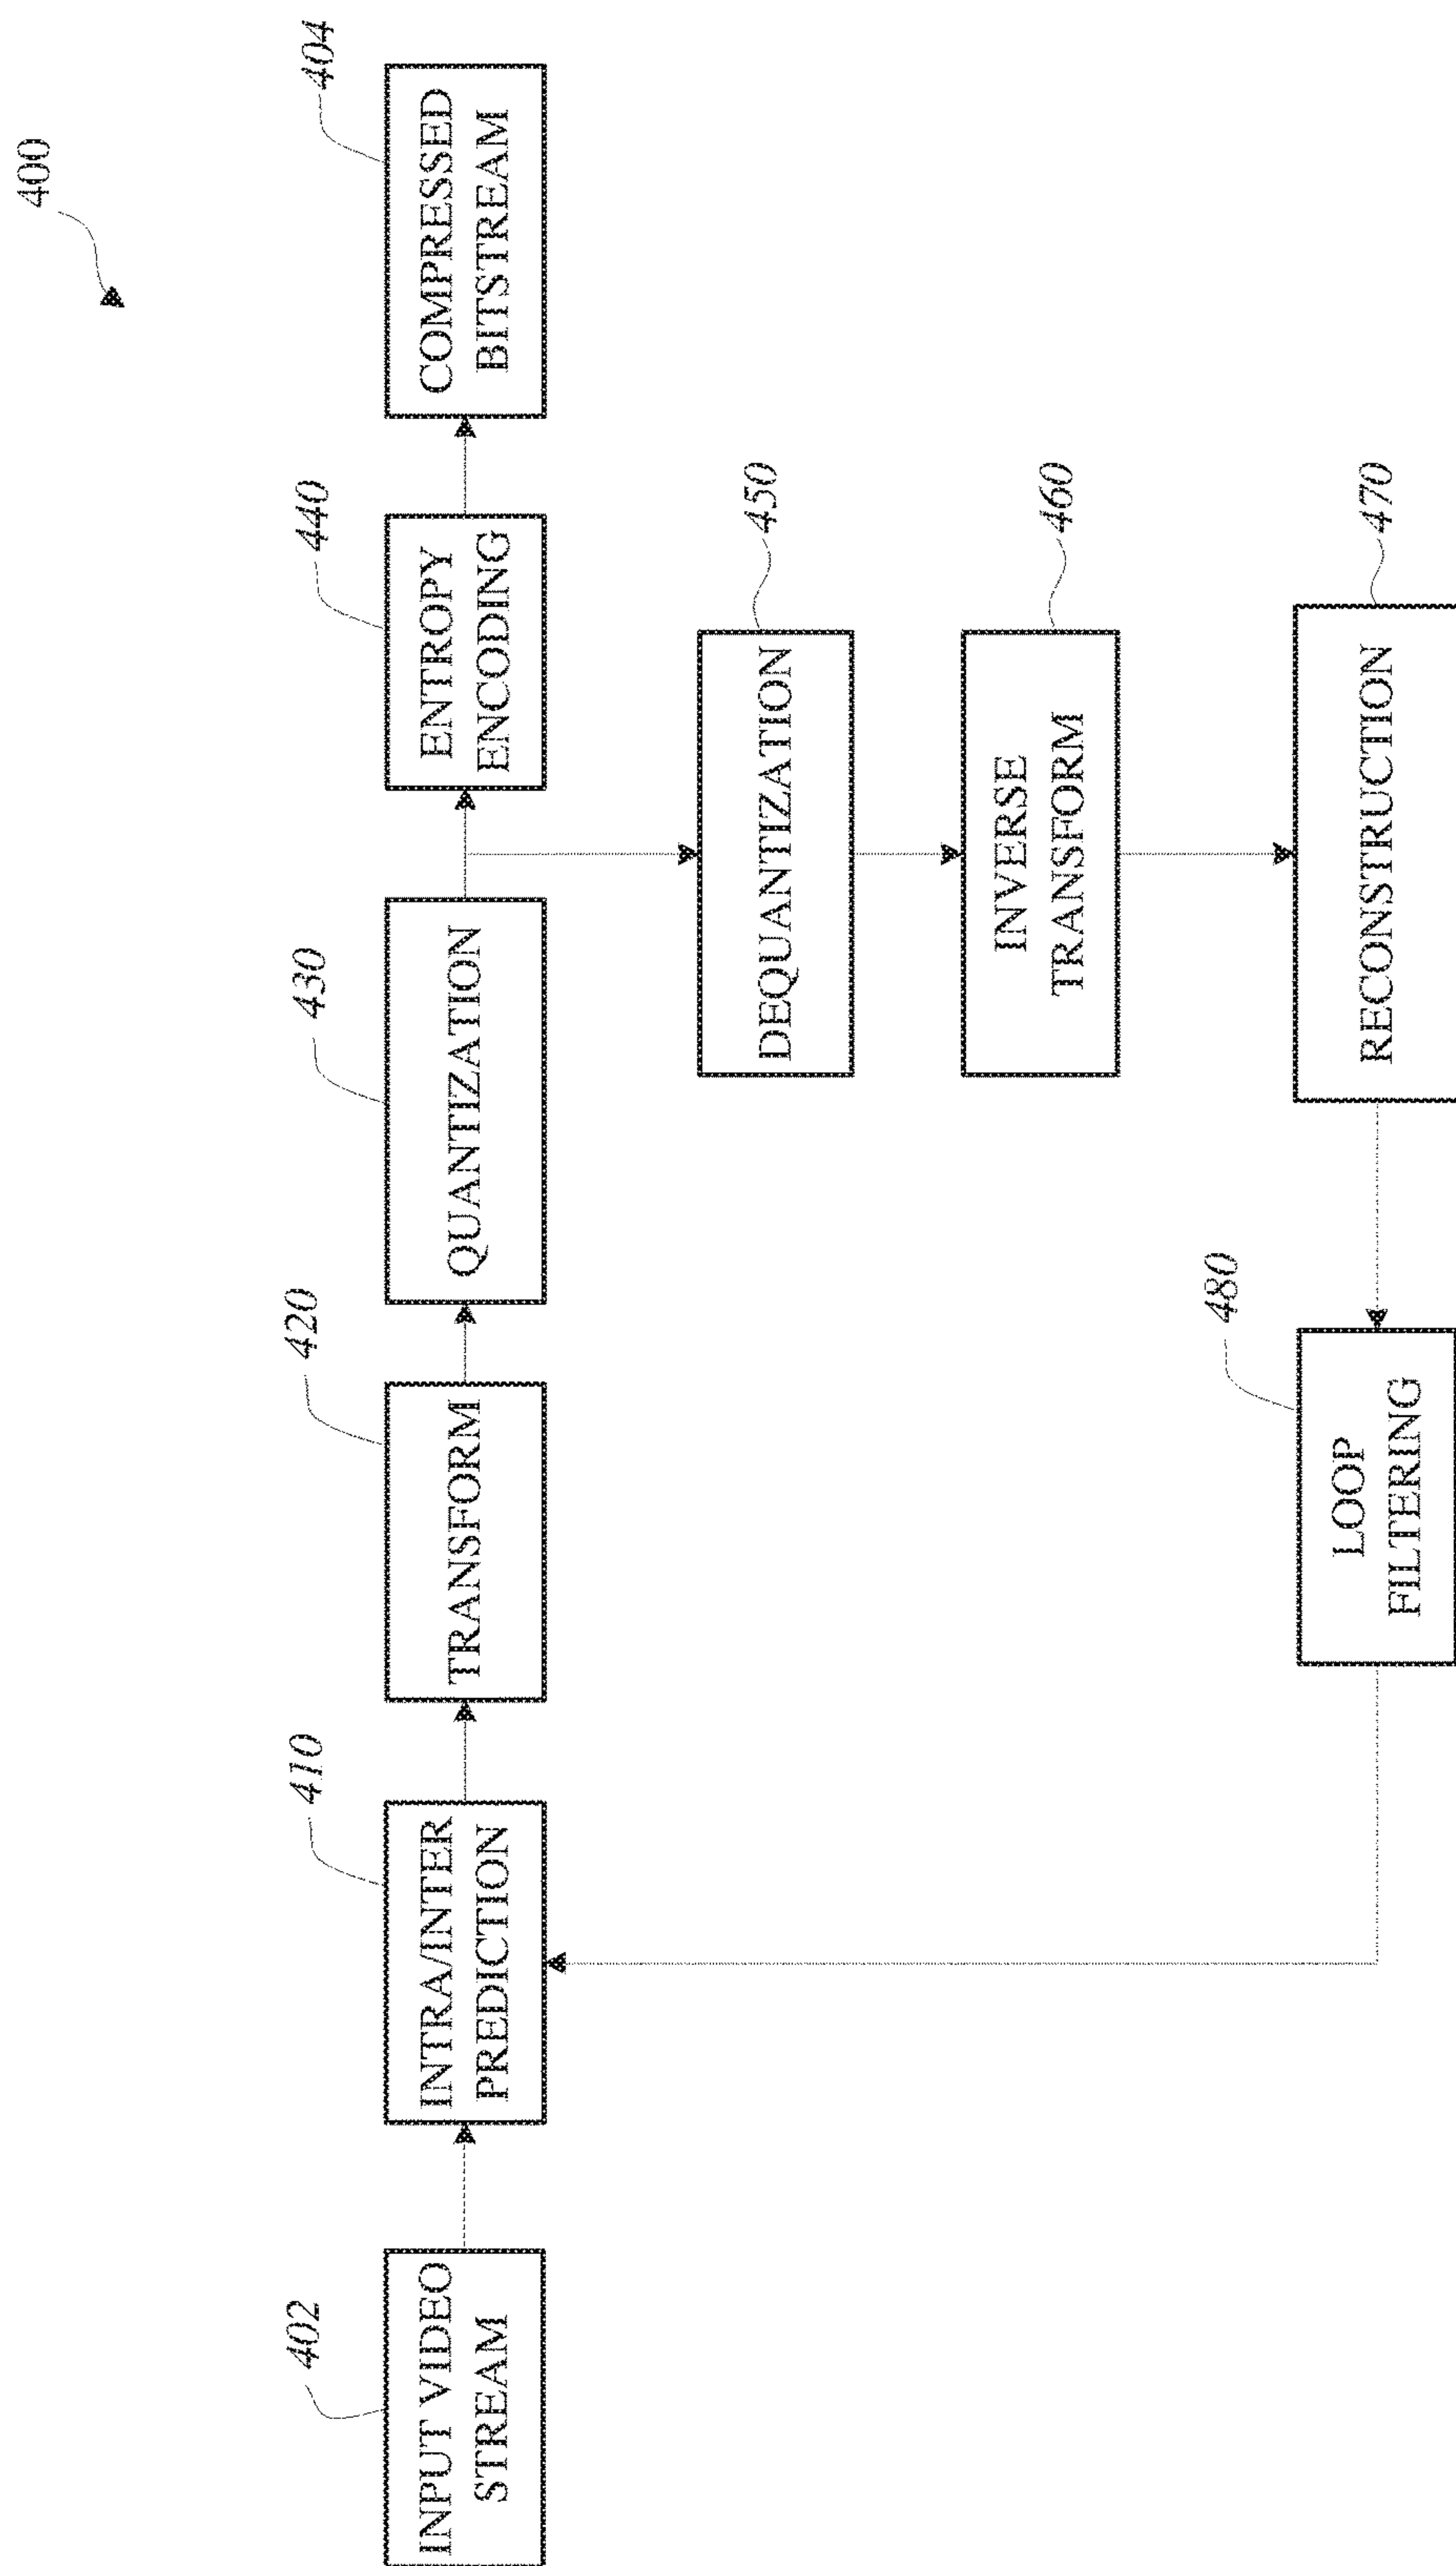 400
402
INPUT VIDEO
STREAM
410
INTRA/INTER
PREDICTION
420
TRANSFORM
430
QUANTIZATION
440
ENTROPY
ENCODING
404
COMPRESSED
BITSTREAM
450
DEQUANTIZATION
460
INVERSE
TRANSFORM
480
LOOP
FILTERING
470
RECONSTRUCTION